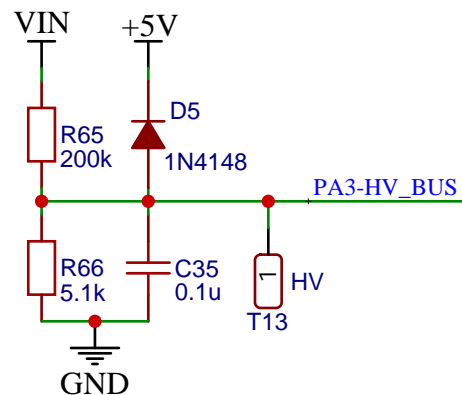 VIN
+5V
D5
R65
200k
1N4148
PA3-HV_BUS
R66
5.1k
C35
0.1u
1
HV
T13
GND